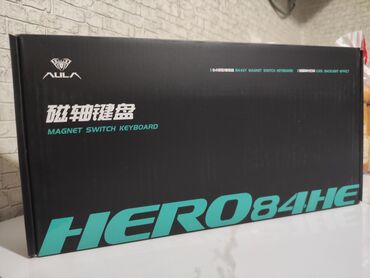 AULA
磁轴键盘
MAGNET SWITCH KEYBOARD
HERO84HE